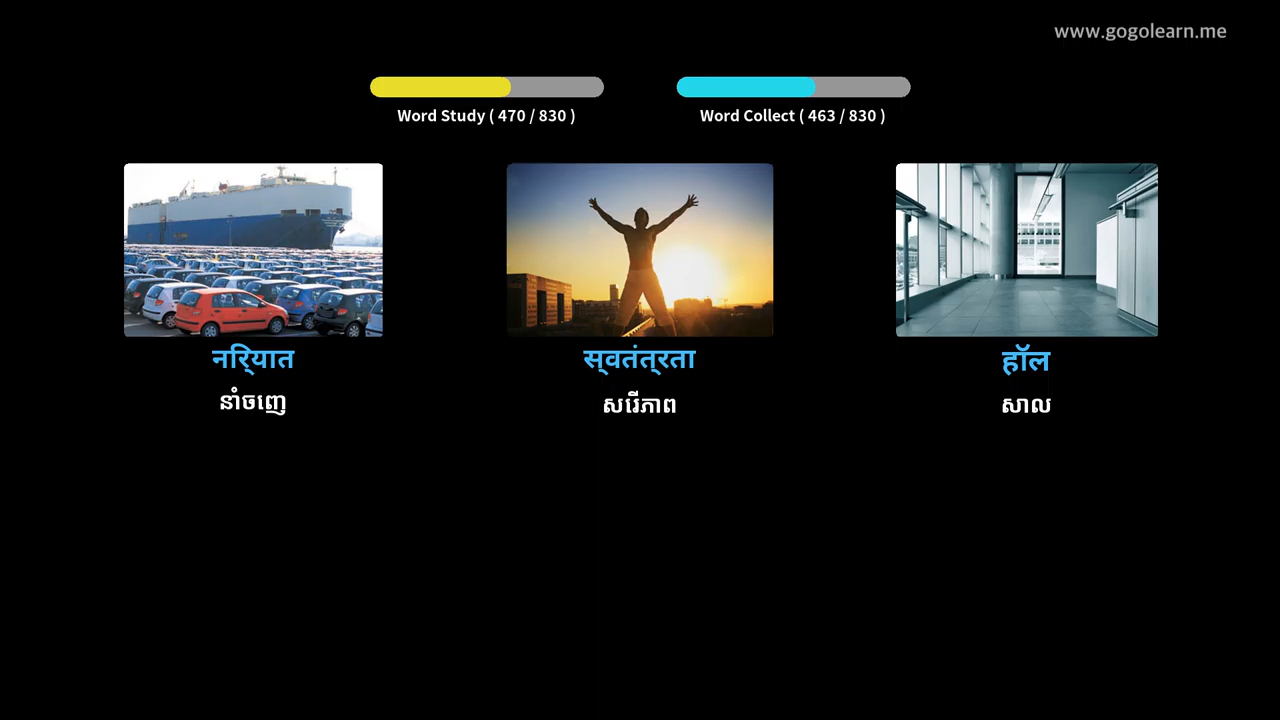 www.gogolearn.me
Word Study ( 470 / 830 )
Word Collect ( 463 / 830 )
निर्यात
स्वतंत्रता
हॉल
នាំចេញ
សេរីភាព
សាល